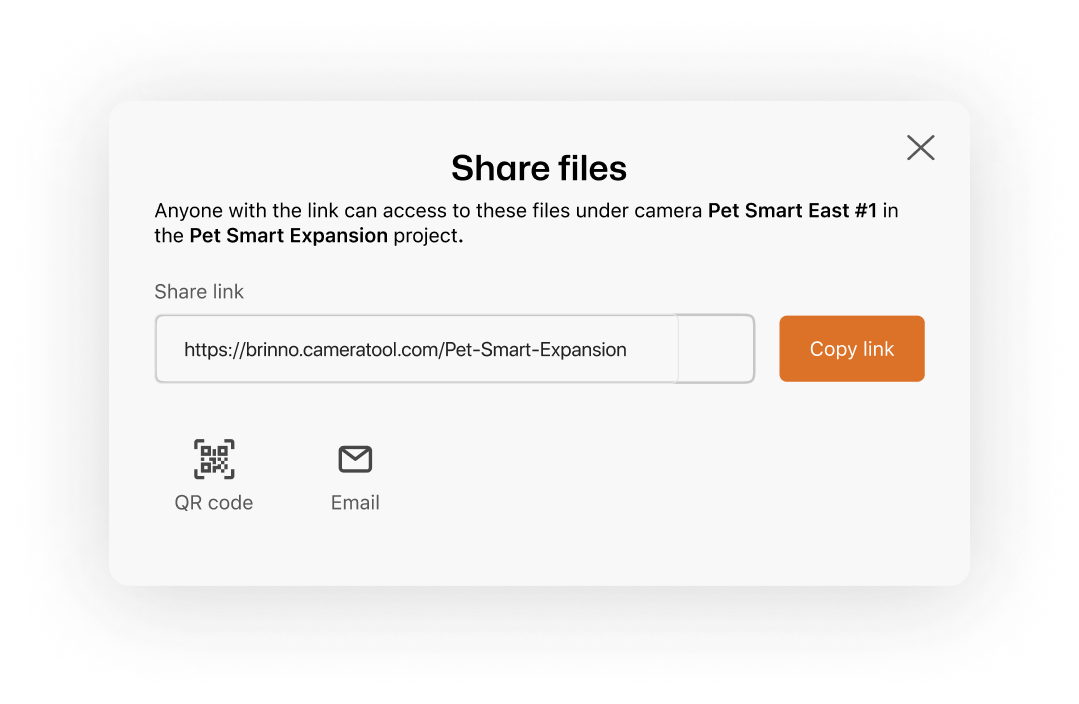 Share files
Anyone with the link can access to these files under camera Pet Smart East #1 in
the Pet Smart Expansion project.
Share link
https://brinno.cameratool.com/Pet-Smart-Expansion
Copy link
QR code
Email